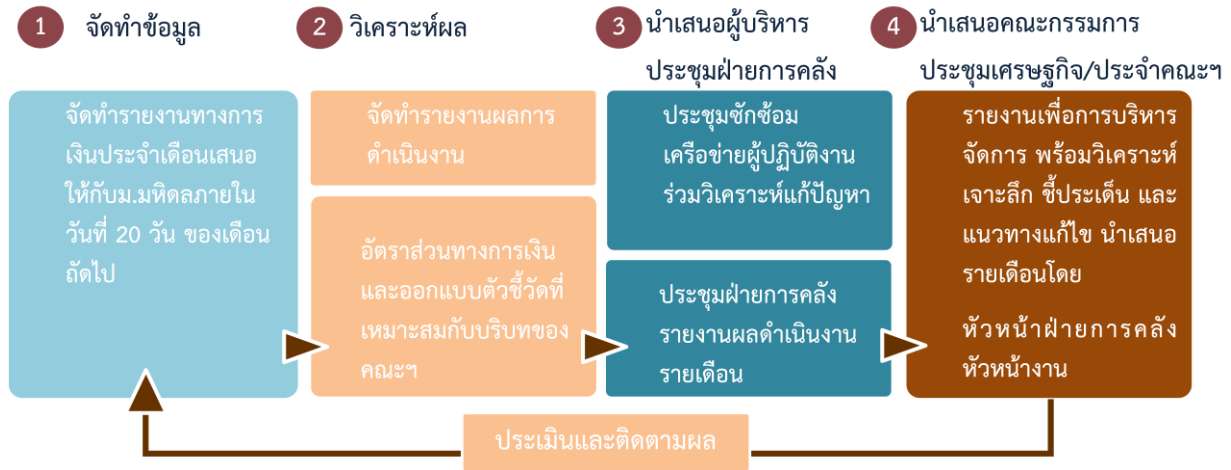 1 จัดทำข้อมูล
จัดทำรายงานทางการ
เงินประจำเดือนเสนอ
ให้กับม.มหิดลภายใน
วันที่ 20 วัน ของเดือน
ถัดไป
2 วิเคราะห์ผล
จัดทำรายงานผลการ
ดำเนินงาน
อัตราส่วนทางการเงิน
และออกแบบตัวชี้วัดที่
เหมาะสมกับบริบทของ
คณะฯ
3 นำเสนอผู้บริหาร
ประชุมฝ่ายการคลัง
ประชุมซักซ้อม
เครือข่ายผู้ปฏิบัติงาน
ร่วมวิเคราะห์แก้ปัญหา
ประชุมฝ่ายการคลัง
รายงานผลดำเนินงาน
รายเดือน
4 นำเสนอคณะกรรมการ
ประชุมเศรษฐกิจ/ประจำคณะฯ
รายงานเพื่อการบริหาร
จัดการ พร้อมวิเคราะห์
เจาะลึก ชี้ประเด็น และ
แนวทางแก้ไข นำเสนอ
รายเดือนโดย
หัวหน้าฝ่ายการคลัง
หัวหน้างาน
ประเมินและติดตามผล